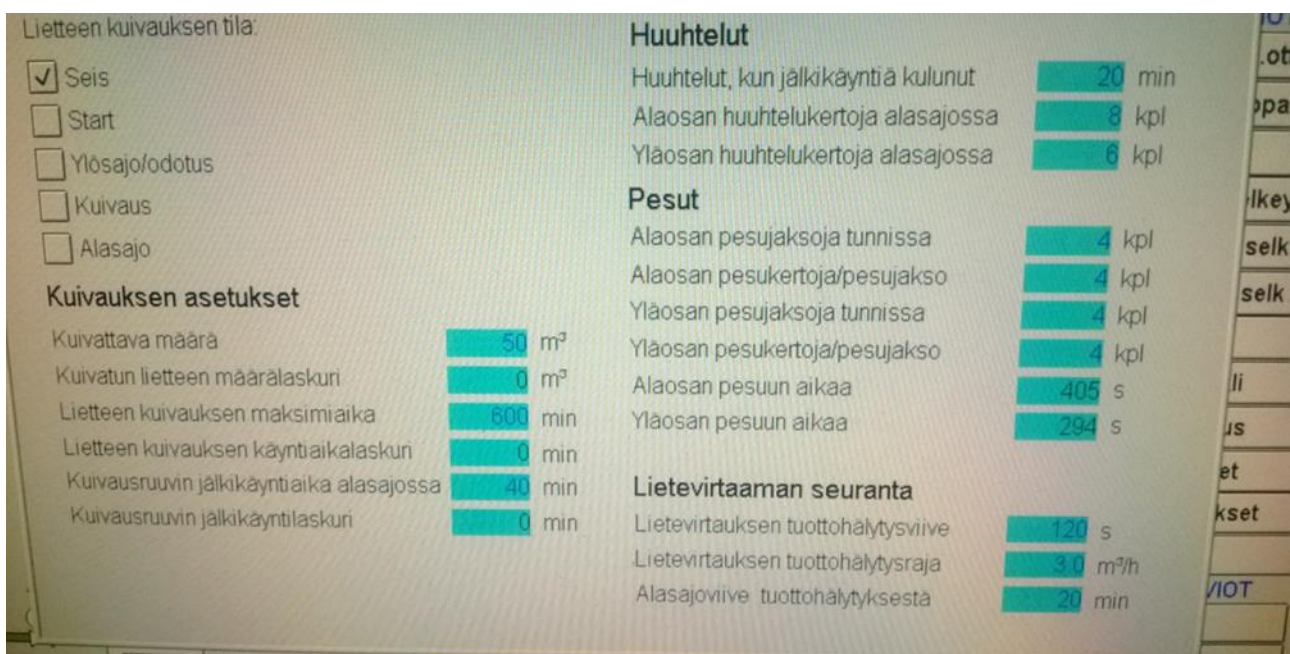 Lietteen kuivauksen tila:
Seis
Start
Ylösajo/odotus
Kuivaus
Alasajo
Kuivauksen asetukset
Kuivattava määrä 50 m³
Kuivatun lietteen määrälaskuri 0 m³
Lietteen kuivauksen maksimiaika 600 min
Lietteen kuivauksen käyntiaikalaskuri 0 min
Kuivausruuvin jälkikäyntiaika alasajossa 40 min
Kuivausruuvin jälkikäyntilaskuri 0 min
Huuhtelut
Huuhtelut, kun jälkikäyntiä kulunut 20 min
Alaosan huuhtelukertoja alasajossa 8 kpl
Yläosan huuhtelukertoja alasajossa 6 kpl
Pesut
Alaosan pesujaksoja tunnissa 4 kpl
Alaosan pesukertoja/pesujakso 4 kpl
Yläosan pesujaksoja tunnissa 4 kpl
Yläosan pesukertoja/pesujakso 4 kpl
Alaosan pesuun aikaa 405 s
Yläosan pesuun aikaa 294 s
Lietevirtaaman seuranta
Lietevirtauksen tuottohälytysviive 120 s
Lietevirtauksen tuottohälytysraja 3.0 m³/h
Alasajoviive tuottohälytyksestä 20 min
selk
selk
li
us
et
kset
VIOT